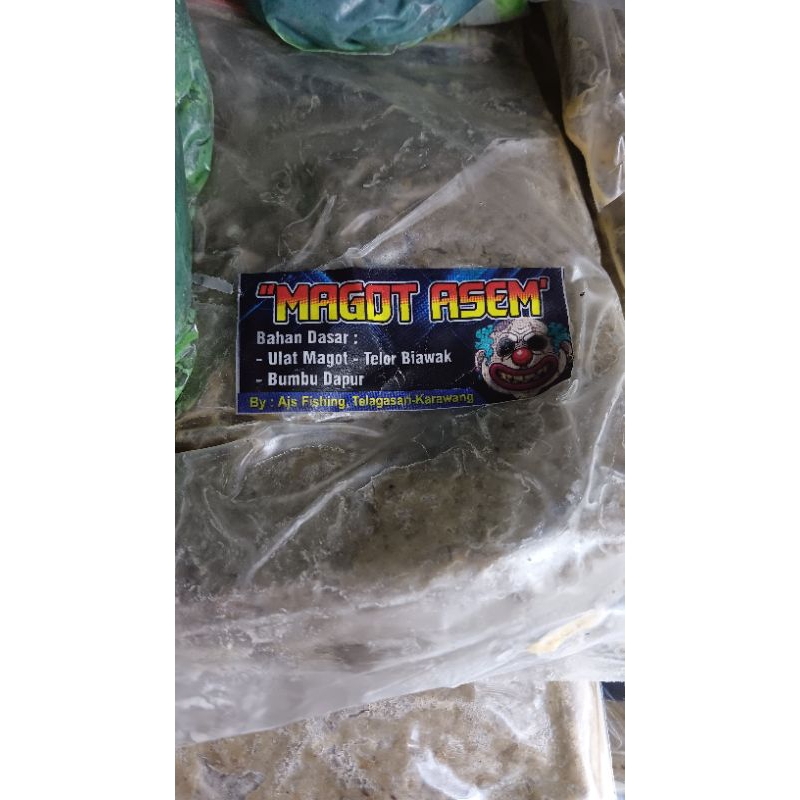 "MAGOT ASEM"
Bahan Dasar :
- Ulat Magot - Telor Biawak
- Bumbu Dapur
By : Ajs Fishing, Telagasari-Karawang